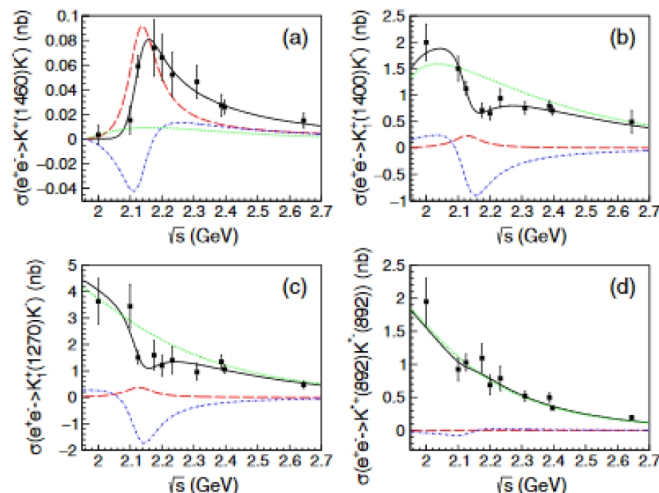 σ(e⁺e⁻->K⁺(1460)K⁻) (nb)
0.1
0.08
0.06
0.04
0.02
0
-0.02
-0.04
(a)
2 2.1 2.2 2.3 2.4 2.5 2.6 2.7
√s (GeV)
σ(e⁺e⁻->K₁⁺(1400)K⁻) (nb)
2.5
2
1.5
1
0.5
0
-0.5
-1
(b)
2 2.1 2.2 2.3 2.4 2.5 2.6 2.7
√s (GeV)
σ(e⁺e⁻->K₁⁺(1270)K⁻) (nb)
5
4
3
2
1
0
-1
-2
(c)
2 2.1 2.2 2.3 2.4 2.5 2.6 2.7
√s (GeV)
σ(e⁺e⁻->K*⁺(892)K*⁻(892)) (nb)
2.5
2
1.5
1
0.5
0
(d)
2 2.1 2.2 2.3 2.4 2.5 2.6 2.7
√s (GeV)